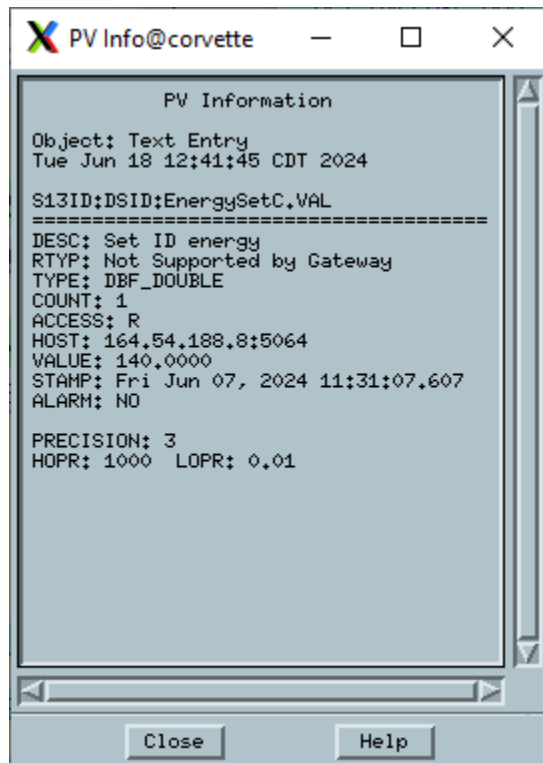 PV Info@corvette
PV Information
Object: Text Entry
Tue Jun 18 12:41:45 CDT 2024
S13ID:DSID:EnergySetC.VAL
======================================
DESC: Set ID energy
RTYP: Not Supported by Gateway
TYPE: DBF_DOUBLE
COUNT: 1
ACCESS: R
HOST: 164.54.188.8:5064
VALUE: 140.0000
STAMP: Fri Jun 07, 2024 11:31:07.607
ALARM: NO
PRECISION: 3
HOPR: 1000  LOPR: 0.01
Close
Help